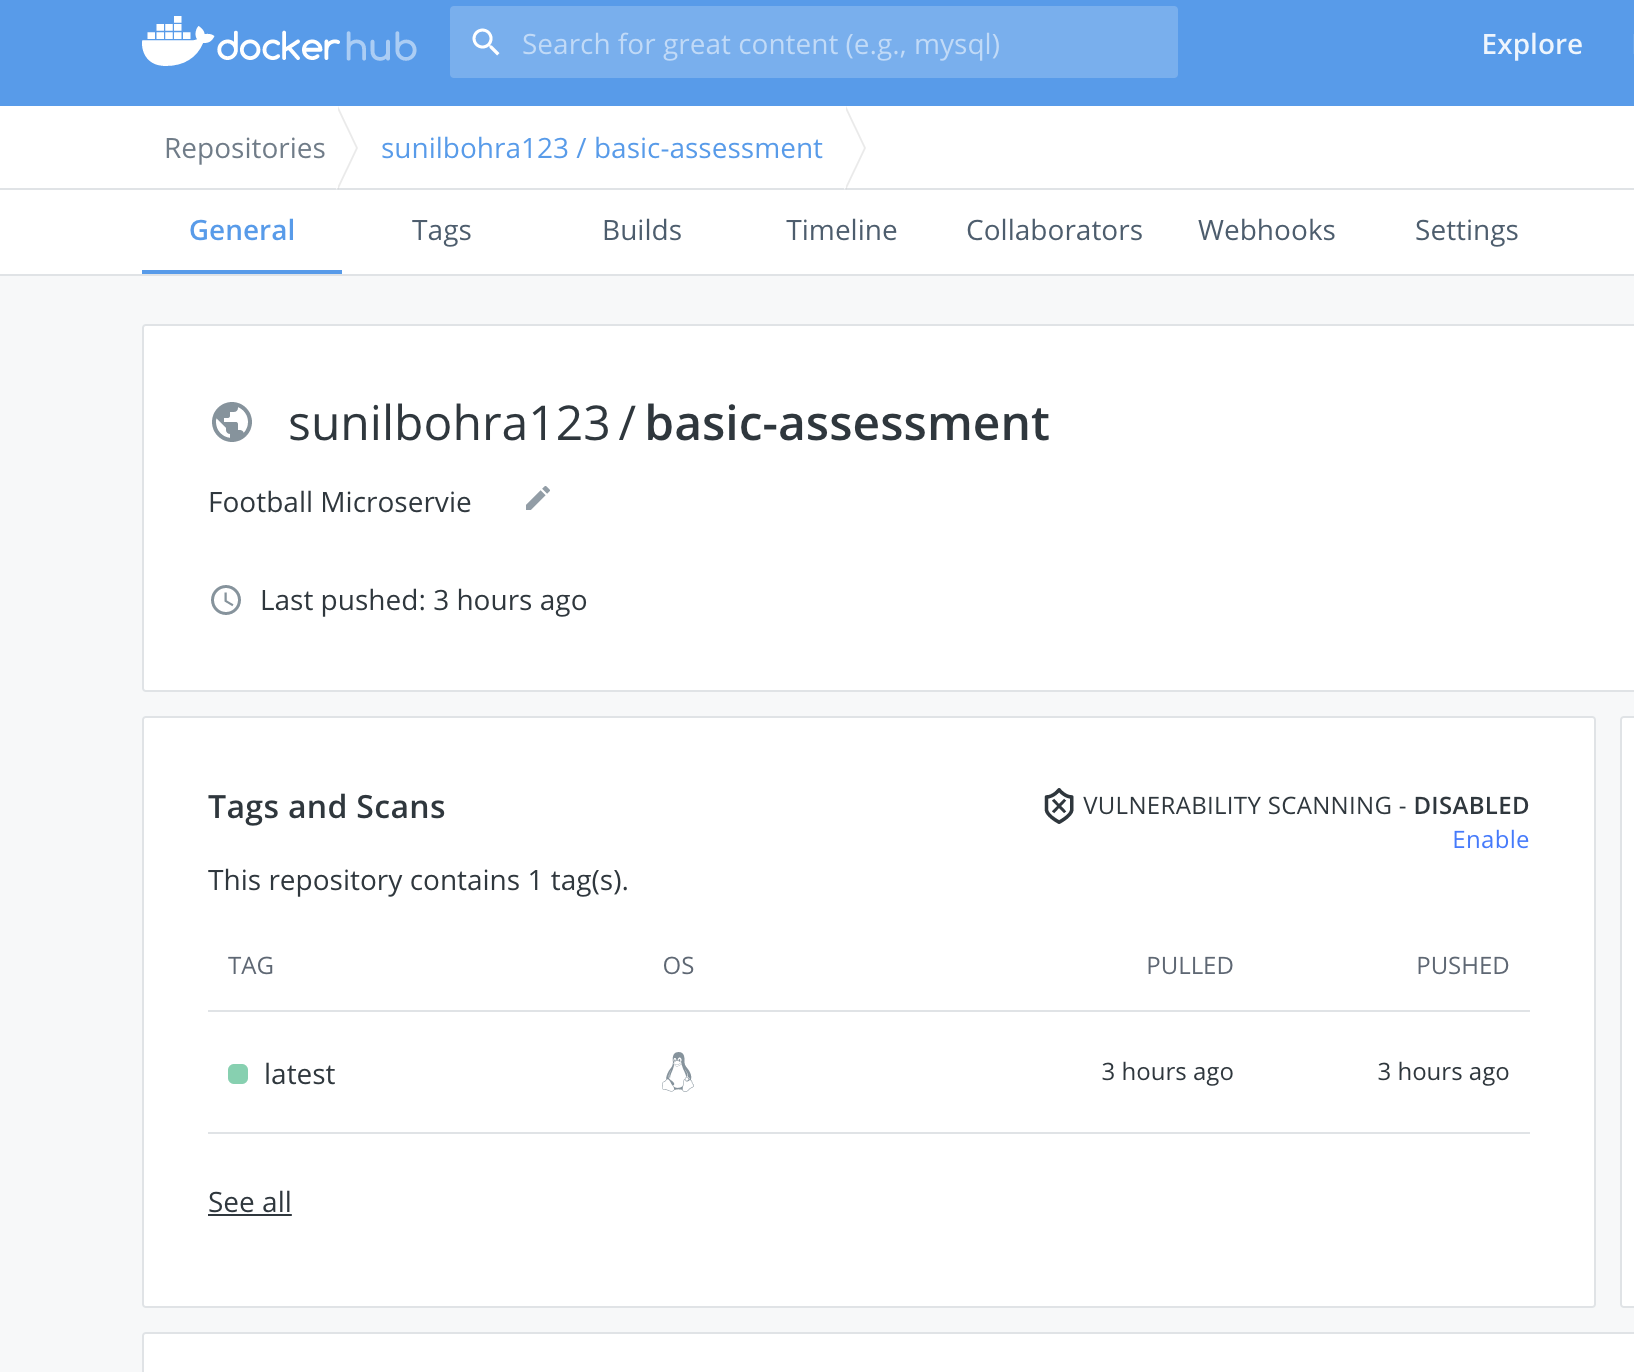 docker hub
Search for great content (e.g., mysql)
Explore
Repositories
sunilbohra123 / basic-assessment
General
Tags
Builds
Timeline
Collaborators
Webhooks
Settings
sunilbohra123 / basic-assessment
Football Microservie
Last pushed: 3 hours ago
Tags and Scans
VULNERABILITY SCANNING - DISABLED
Enable
This repository contains 1 tag(s).
TAG
OS
PULLED
PUSHED
latest
3 hours ago
3 hours ago
See all